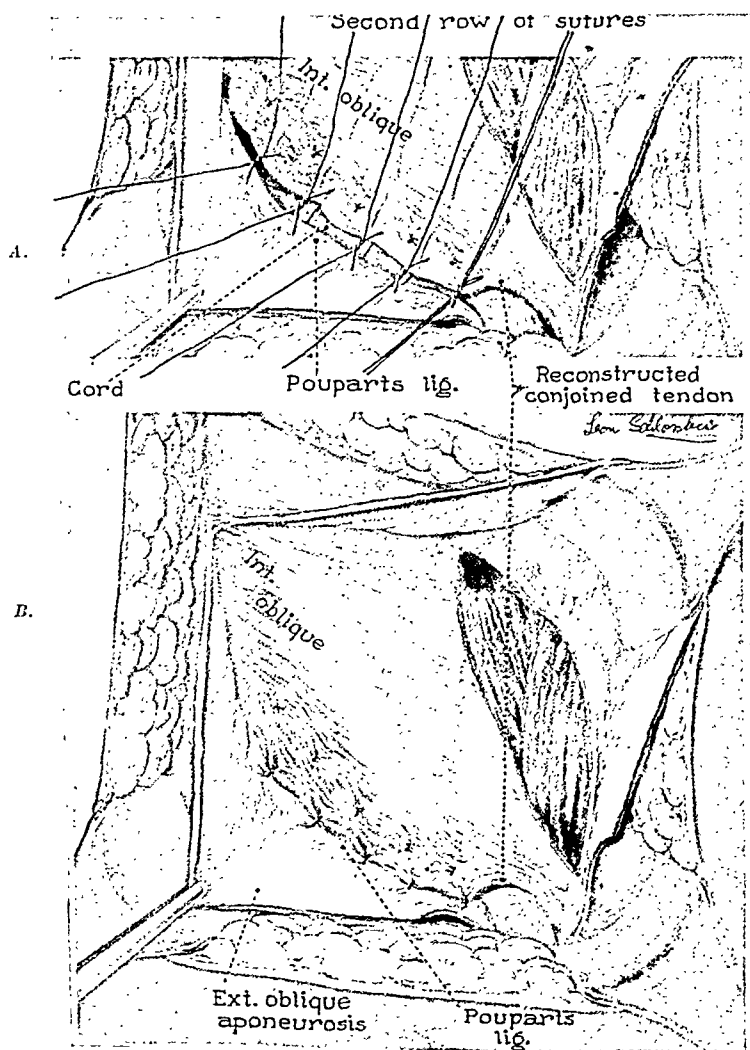 Second row of sutures
Int. oblique
A.
Cord
Pouparts lig.
Reconstructed
conjoined tendon
Int.
oblique
B.
Ext. oblique
aponeurosis
Pouparts
lig.